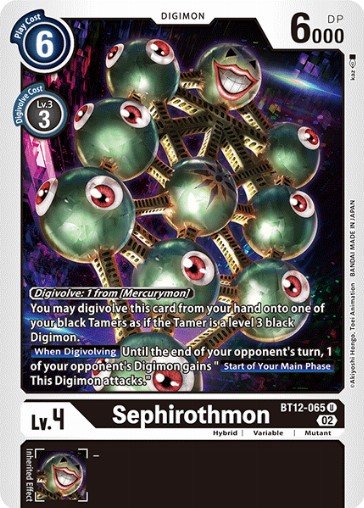 DIGIMON
Play Cost
6
DP
6000
Digivolve Cost
Lv.3
3
kaz
©Akiyoshi Hongo, Toei Animation BANDAI MADE IN JAPAN
Digivolve: 1 from [Mercurymon]
You may digivolve this card from your hand onto one
of your black Tamers as if the Tamer is a level 3 black
Digimon.
When Digivolving Until the end of your opponent's turn, 1
of your opponent's Digimon gains " Start of Your Main Phase
This Digimon attacks."
Lv.4
Sephirothmon
BT12-065 U
02
Hybrid | Variable | Mutant
Inherited Effect
-